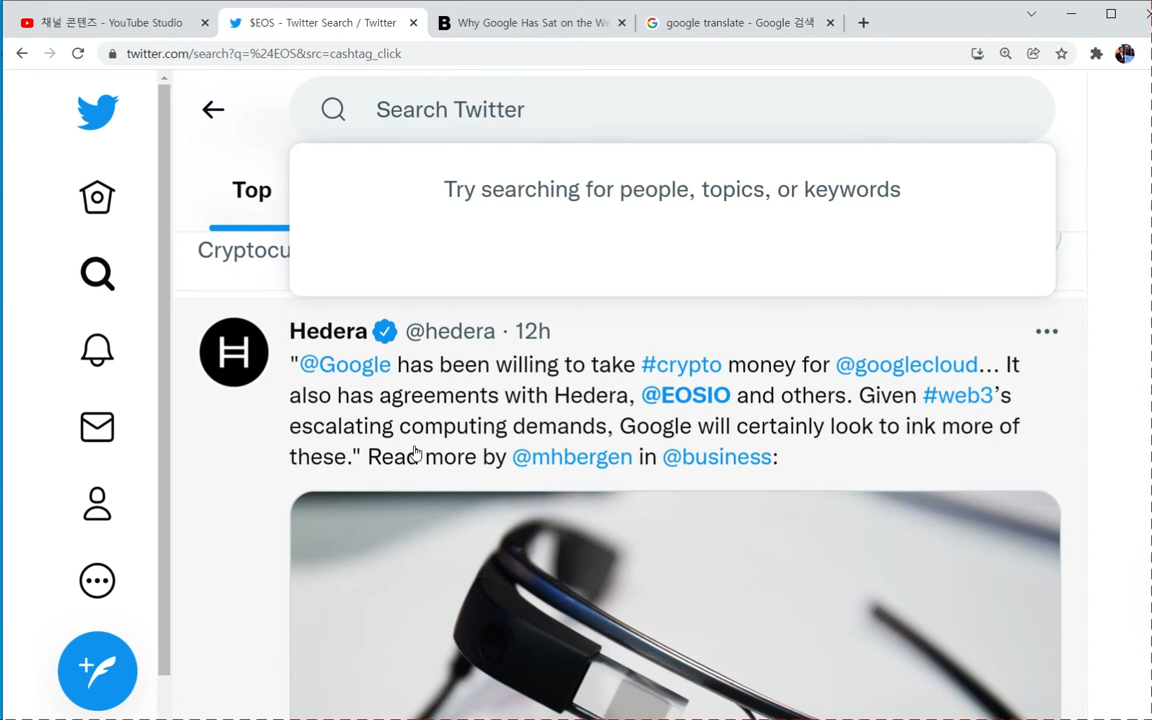 채널 콘텐츠 - YouTube Studio
$EOS - Twitter Search / Twitter
Why Google Has Sat on the We
google translate - Google 검색
twitter.com/search?q=%24EOS&src=cashtag_click
Search Twitter
Top
Try searching for people, topics, or keywords
Cryptocu
Hedera @hedera · 12h
"@Google has been willing to take #crypto money for @googlecloud... It
also has agreements with Hedera, @EOSIO and others. Given #web3's
escalating computing demands, Google will certainly look to ink more of
these." Read more by @mhbergen in @business: